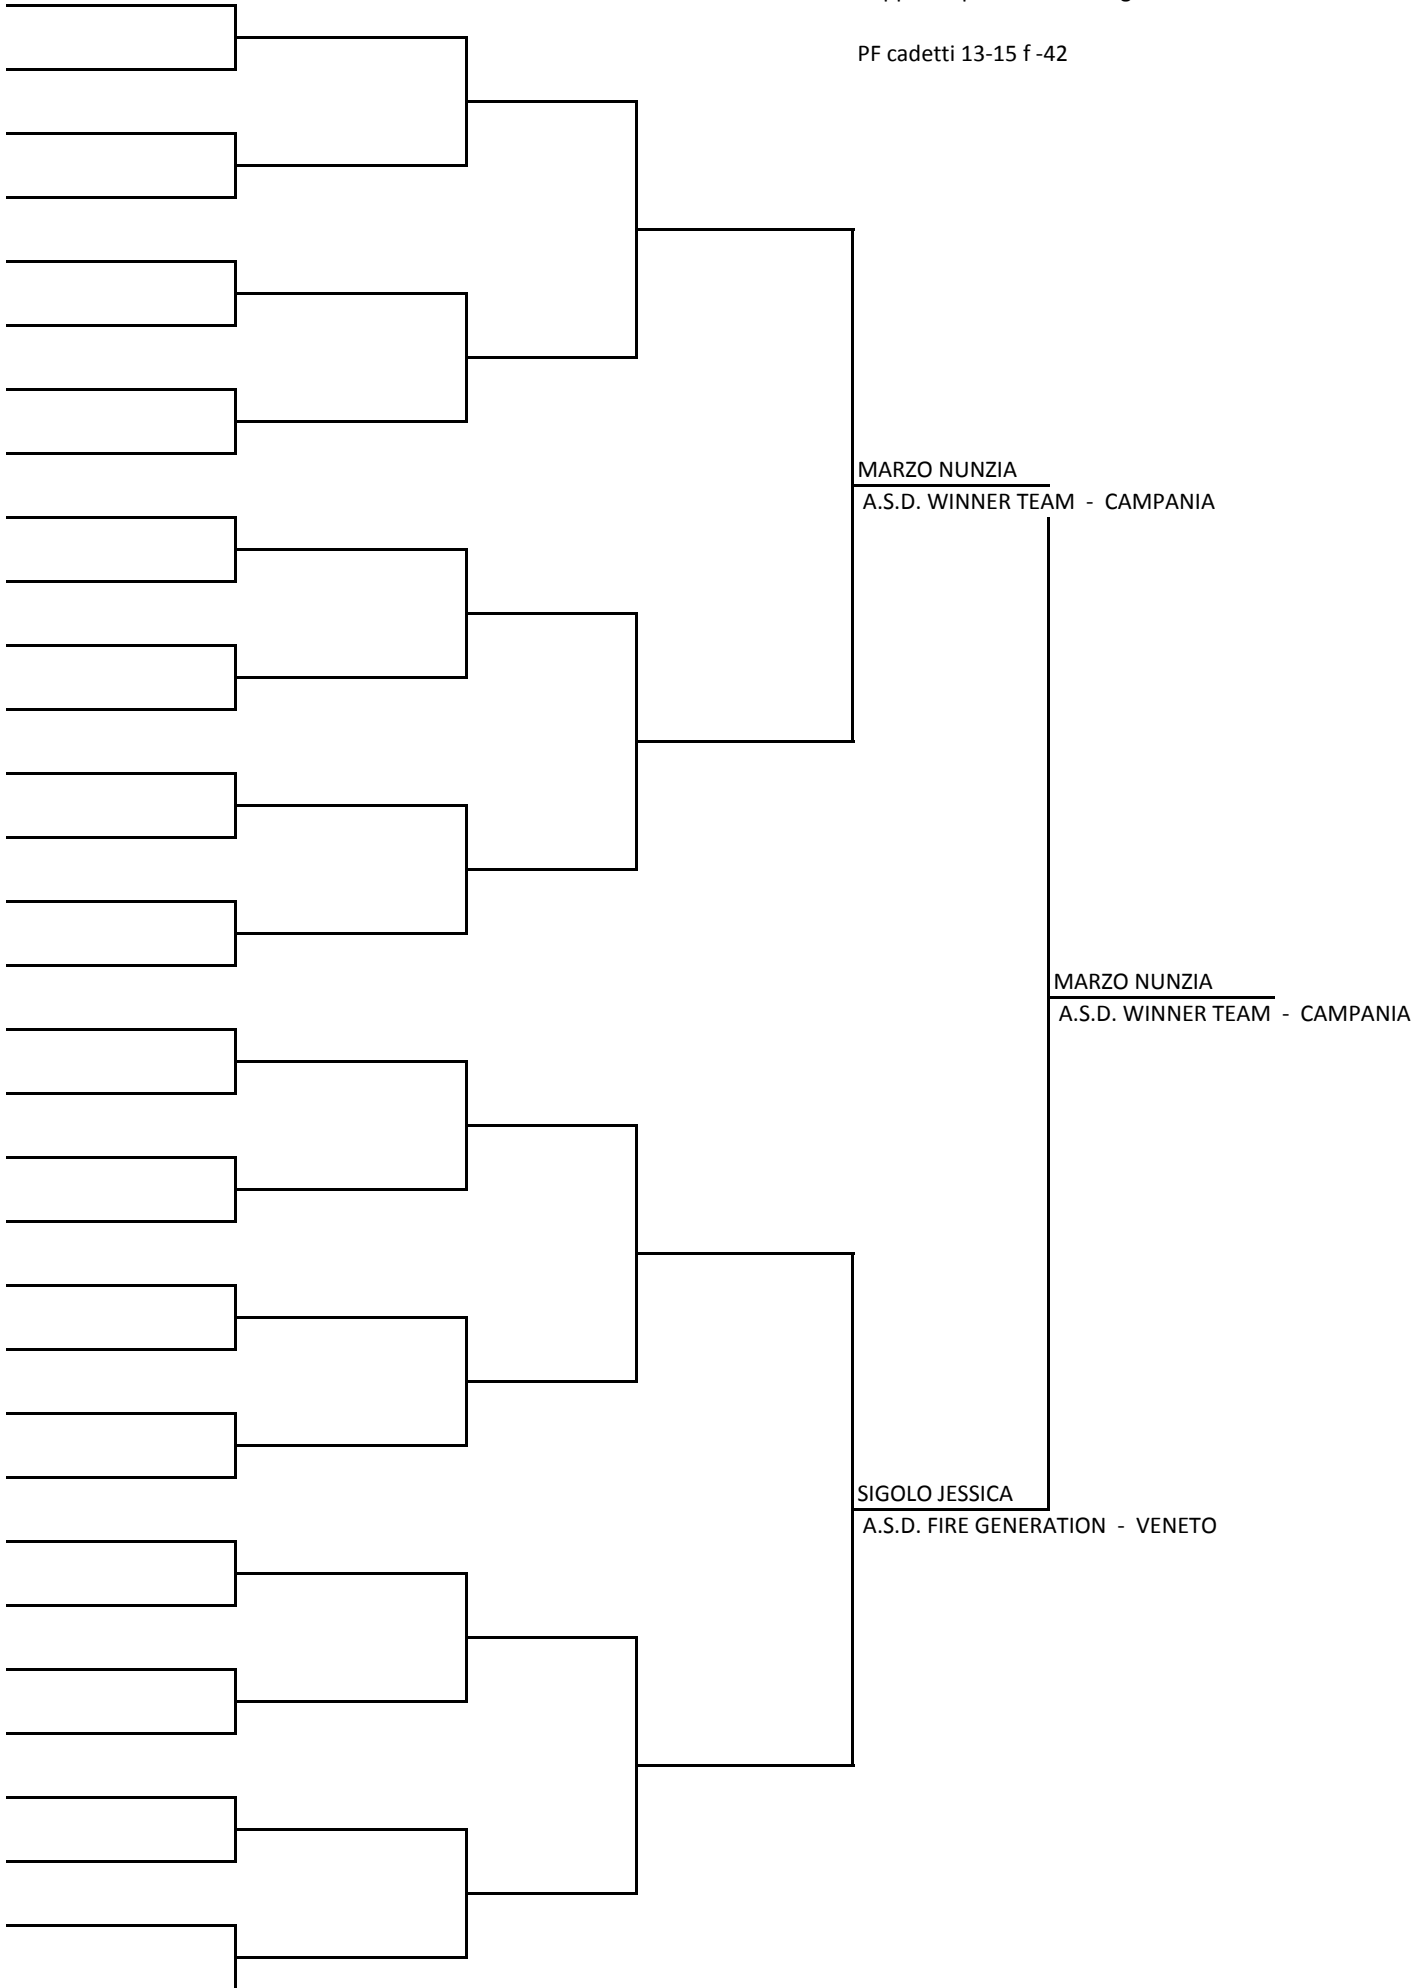 PF cadetti 13-15 f -42
MARZO NUNZIA
A.S.D. WINNER TEAM - CAMPANIA
MARZO NUNZIA
A.S.D. WINNER TEAM - CAMPANIA
SIGOLO JESSICA
A.S.D. FIRE GENERATION - VENETO